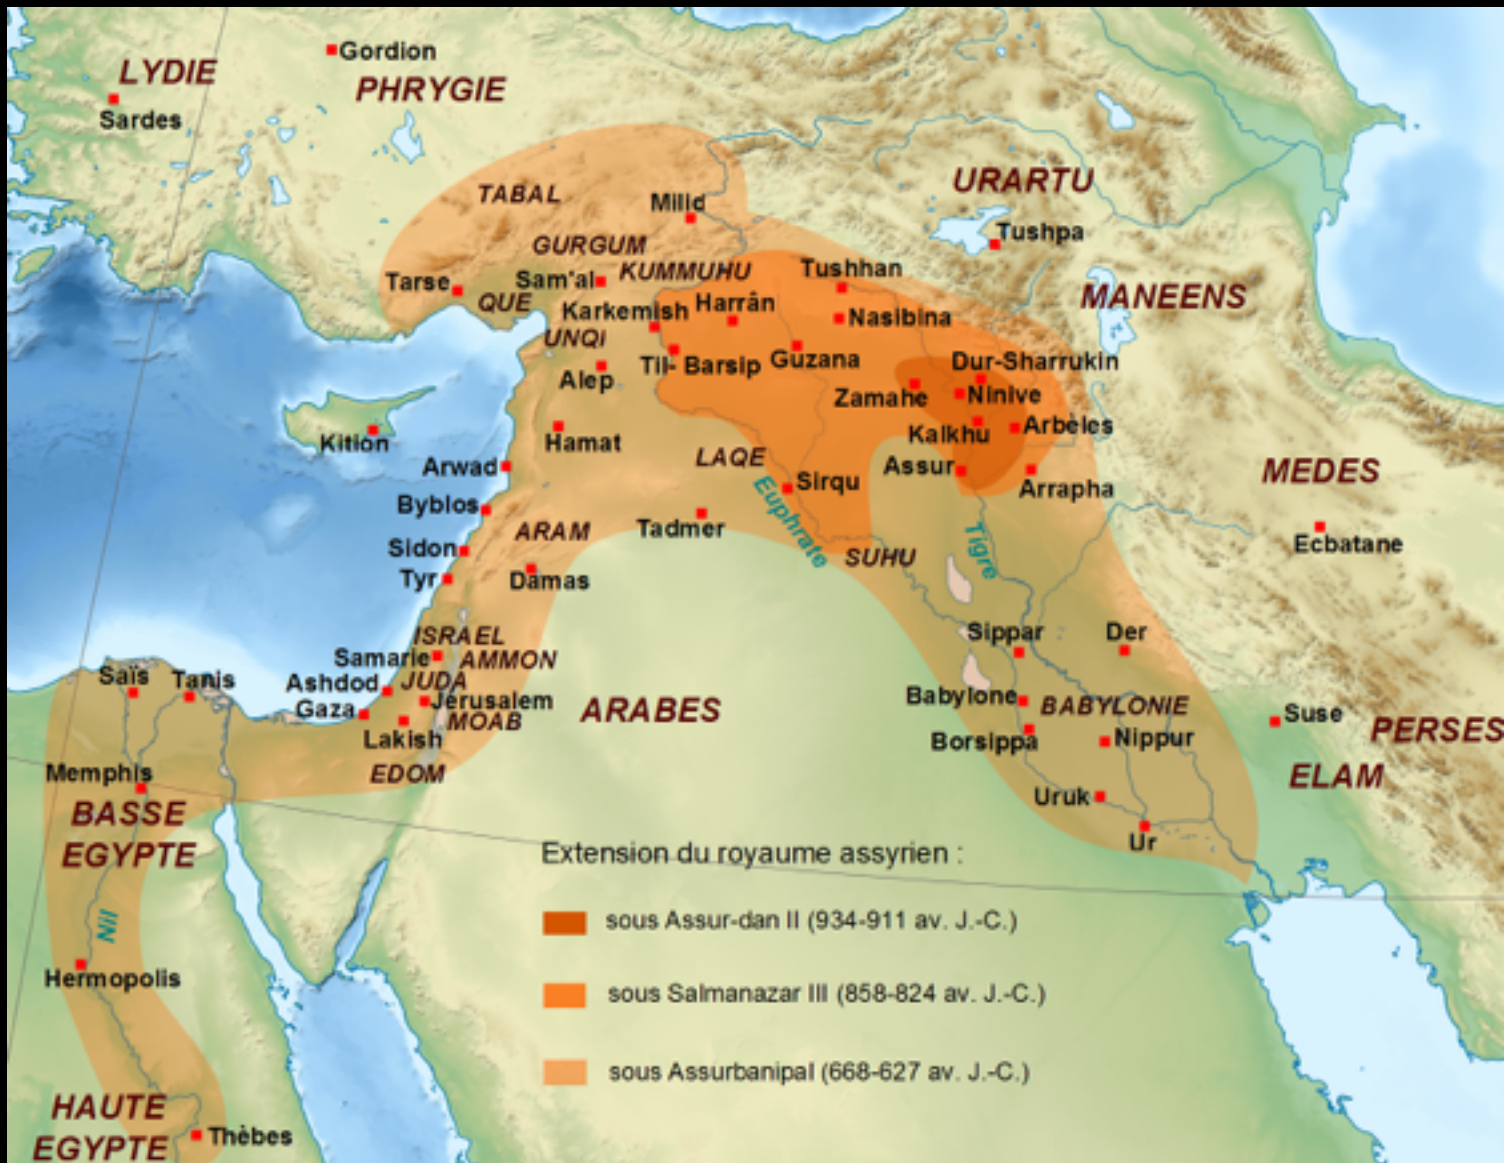 Gordion
LYDIE
PHRYGIE
Sardes
URARTU
TABAL
Milid
Tushpa
GURGUM
Tushhan
Tarse
Sam'al
KUMMUHU
MANEENS
QUE
Karkemish
Harrân
Nasibina
UNQI
Til- Barsip
Guzana
Dur-Sharrukin
Alep
Zamahe
Ninive
Kition
Hamat
Kalkhu
Arbèles
LAQE
Arwad
Assur
MEDES
Sirqu
Arrapha
Byblos
Euphrate
ARAM
Tadmer
Tigre
Ecbatane
Sidon
SUHU
Tyr
Damas
ISRAEL
Sippar
Der
Samarie
AMMON
Saïs
Tanis
Ashdod
JUDA
Jérusalem
Babylone
BABYLONIE
Gaza
MOAB
ARABES
Suse
PERSES
Lakish
Borsippa
Nippur
EDOM
ELAM
Memphis
Uruk
BASSE
EGYPTE
Ur
Extension du royaume assyrien :
Nil
sous Assur-dan II (934-911 av. J.-C.)
Hermopolis
sous Salmanazar III (858-824 av. J.-C.)
sous Assurbanipal (668-627 av. J.-C.)
HAUTE
EGYPTE
Thèbes